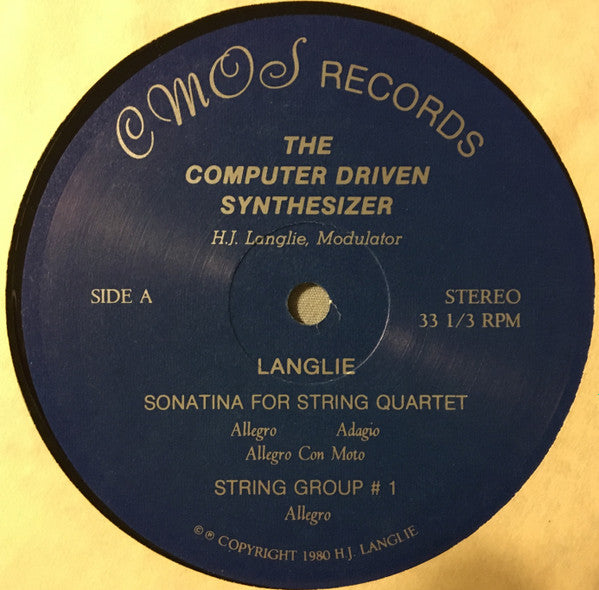 CMOS RECORDS
THE
COMPUTER DRIVEN
SYNTHESIZER
H.J. Langlie, Modulator
SIDE A
STEREO
33 1/3 RPM
LANGLIE
SONATINA FOR STRING QUARTET
Allegro Adagio
Allegro Con Moto
STRING GROUP # 1
Allegro
© ℗ COPYRIGHT 1980 H.J. LANGLIE